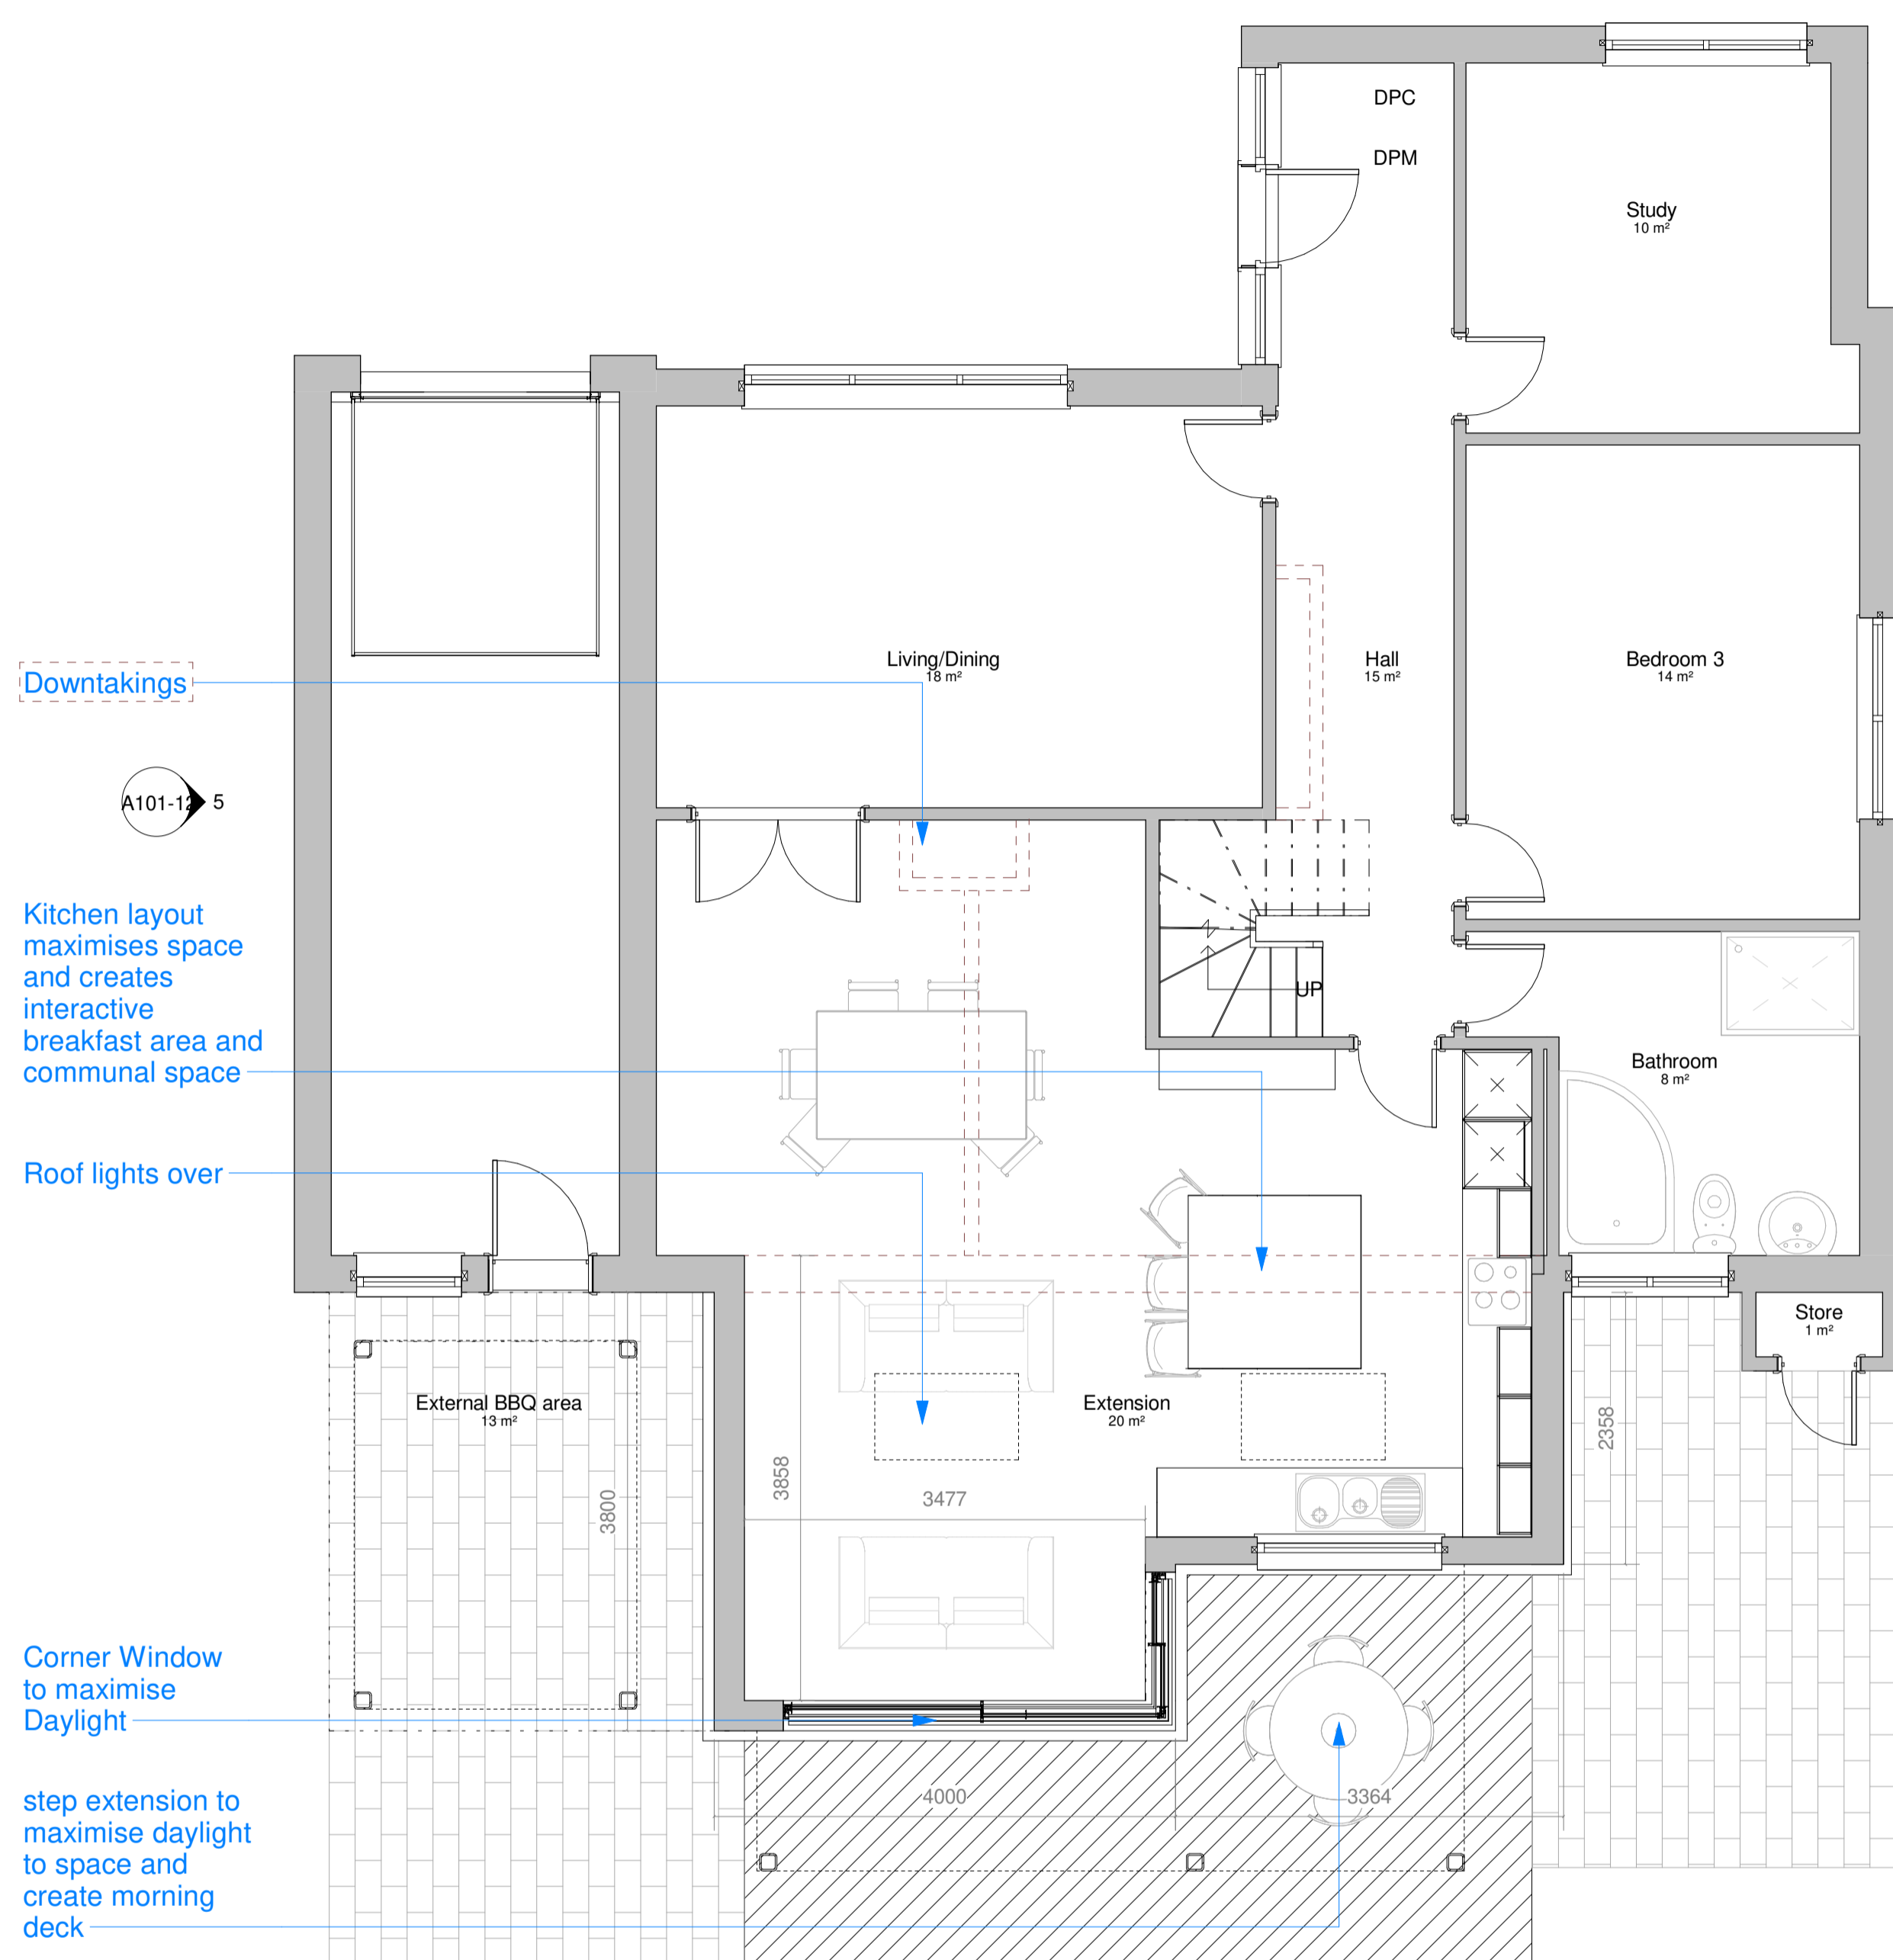 DPC
DPM
Study
10 m²
Living/Dining
18 m²
Hall
15 m²
Bedroom 3
14 m²
Downtakings
A101-12
5
Kitchen layout
maximises space
and creates
interactive
breakfast area and
communal space
UP
Bathroom
8 m²
Roof lights over
Store
1 m²
External BBQ area
13 m²
Extension
20 m²
2358
3858
3477
3800
Corner Window
to maximise
Daylight
4000
3364
step extension to
maximise daylight
to space and
create morning
deck